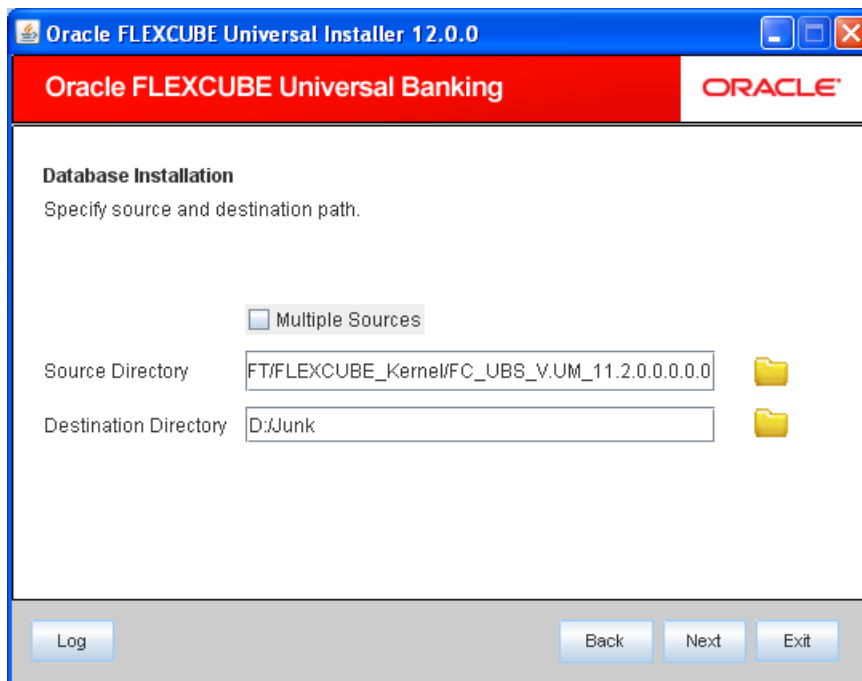 Oracle FLEXCUBE Universal Installer 12.0.0
Oracle FLEXCUBE Universal Banking
ORACLE
Database Installation
Specify source and destination path.
Multiple Sources
Source Directory FT/FLEXCUBE_Kernel/FC_UBS_V.UM_11.2.0.0.0.0.0
Destination Directory D:/Junk
Log Back Next Exit